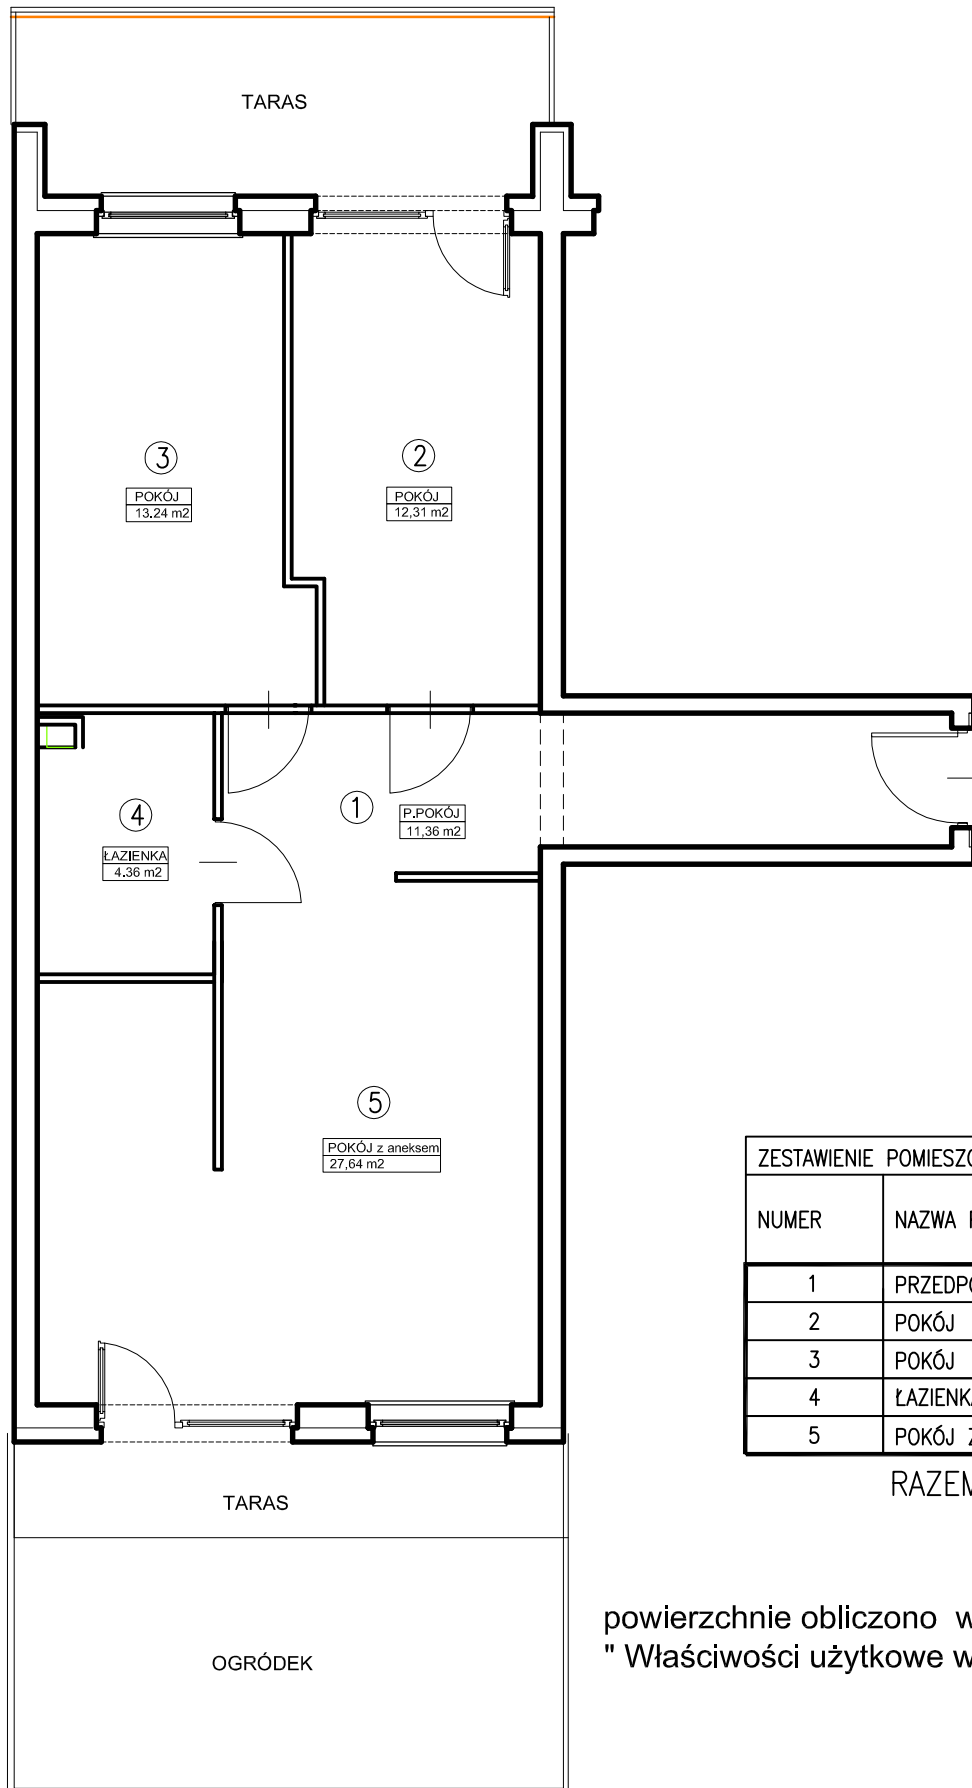 TARAS
3
POKÓJ
13.24 m2
2
POKÓJ
12,31 m2
1
P.POKÓJ
11,36 m2
4
ŁAZIENKA
4.36 m2
5
POKÓJ z aneksem
27,64 m2
ZESTAWIENIE POMIESZ
NUMER NAZWA
1 PRZEDP
2 POKÓJ
3 POKÓJ
4 ŁAZIENK
5 POKÓJ Z
RAZEM
TARAS
OGRÓDEK
powierzchnie obliczono w
" Właściwości użytkowe w